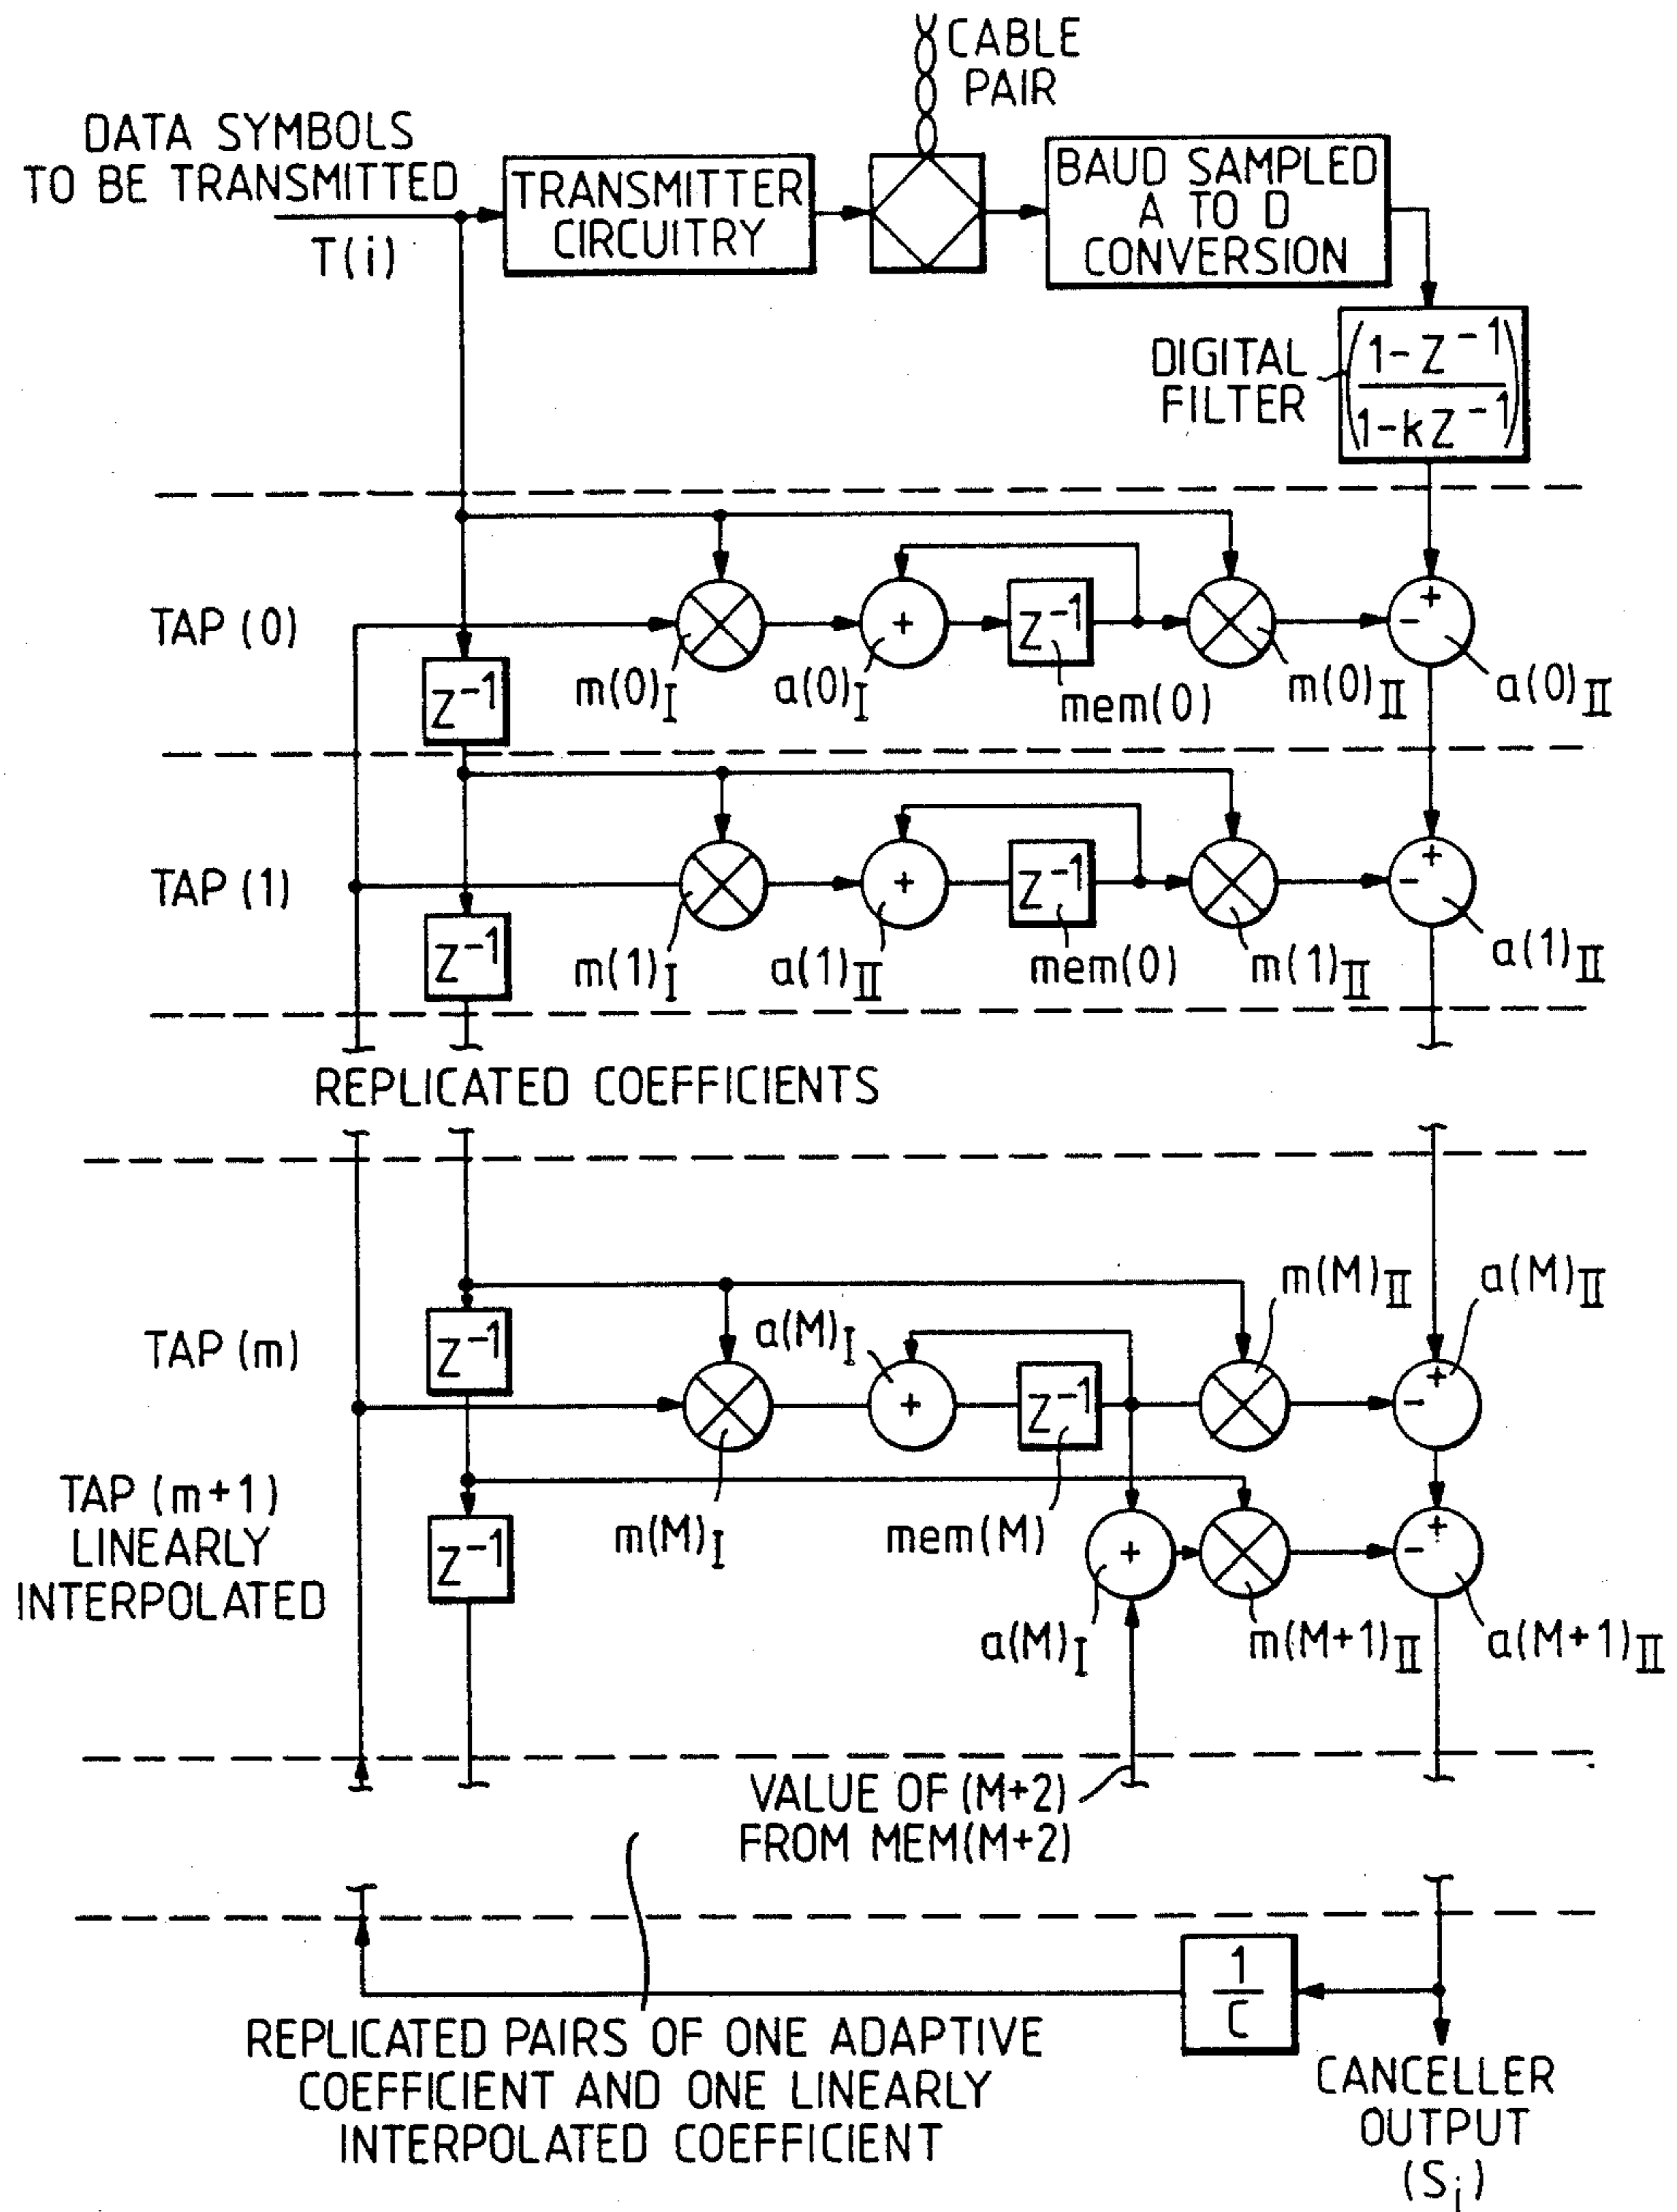 CABLE
PAIR
DATA SYMBOLS
TO BE TRANSMITTED
T(i)
TRANSMITTER
CIRCUITRY
BAUD SAMPLED
A TO D
CONVERSION
DIGITAL
FILTER
(1-Z⁻¹
1-kZ⁻¹)
TAP (0)
+
Z⁻¹
+
-
Z⁻¹
m(0)I
a(0)I
mem(0)
m(0)II
a(0)II
TAP (1)
+
Z⁻¹
+
-
Z⁻¹
m(1)I
a(1)II
mem(0)
m(1)II
a(1)II
REPLICATED COEFFICIENTS
m(M)II
a(M)II
TAP (m)
Z⁻¹
a(M)I
+
Z⁻¹
+
-
TAP (m+1)
LINEARLY
INTERPOLATED
Z⁻¹
m(M)I
mem(M)
+
+
-
a(M)I
m(M+1)II
a(M+1)II
VALUE OF (M+2)
FROM MEM(M+2)
1
C
REPLICATED PAIRS OF ONE ADAPTIVE
COEFFICIENT AND ONE LINEARLY
INTERPOLATED COEFFICIENT
CANCELLER
OUTPUT
(Si)